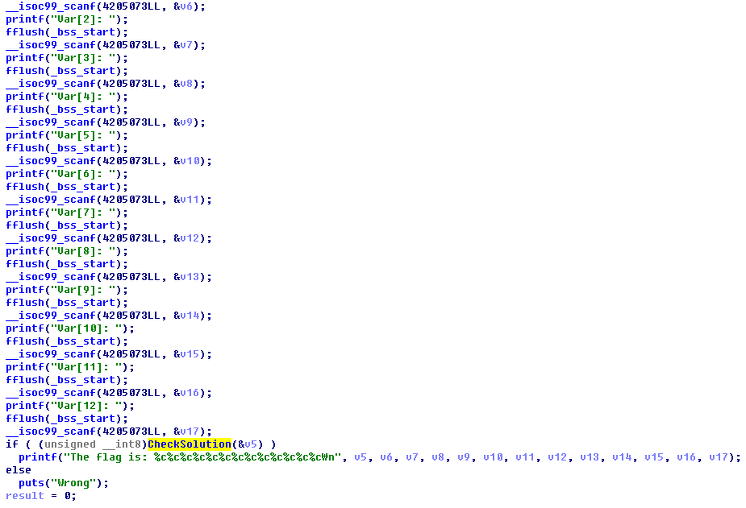 __isoc99_scanf(4205073LL, &v6);
printf("Var[2]: ");
fflush(_bss_start);
__isoc99_scanf(4205073LL, &v7);
printf("Var[3]: ");
fflush(_bss_start);
__isoc99_scanf(4205073LL, &v8);
printf("Var[4]: ");
fflush(_bss_start);
__isoc99_scanf(4205073LL, &v9);
printf("Var[5]: ");
fflush(_bss_start);
__isoc99_scanf(4205073LL, &v10);
printf("Var[6]: ");
fflush(_bss_start);
__isoc99_scanf(4205073LL, &v11);
printf("Var[7]: ");
fflush(_bss_start);
__isoc99_scanf(4205073LL, &v12);
printf("Var[8]: ");
fflush(_bss_start);
__isoc99_scanf(4205073LL, &v13);
printf("Var[9]: ");
fflush(_bss_start);
__isoc99_scanf(4205073LL, &v14);
printf("Var[10]: ");
fflush(_bss_start);
__isoc99_scanf(4205073LL, &v15);
printf("Var[11]: ");
fflush(_bss_start);
__isoc99_scanf(4205073LL, &v16);
printf("Var[12]: ");
fflush(_bss_start);
__isoc99_scanf(4205073LL, &v17);
if ( (unsigned __int8)CheckSolution(&v5) )
printf("The flag is: %c%c%c%c%c%c%c%c%c%c%c%c%c₩n", v5, v6, v7, v8, v9, v10, v11, v12, v13, v14, v15, v16, v17);
else
puts("Wrong");
result = 0;